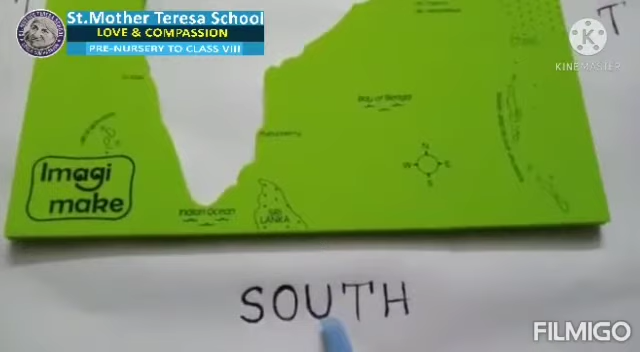 St.Mother Teresa School
LOVE & COMPASSION
PRE-NURSERY TO CLASS VIII
T
KINEMASTER
Bay of Bengal
N
W E
S
Imagi
make
Indian Ocean
SRI
LANKA
SOUTH
FILMIGO